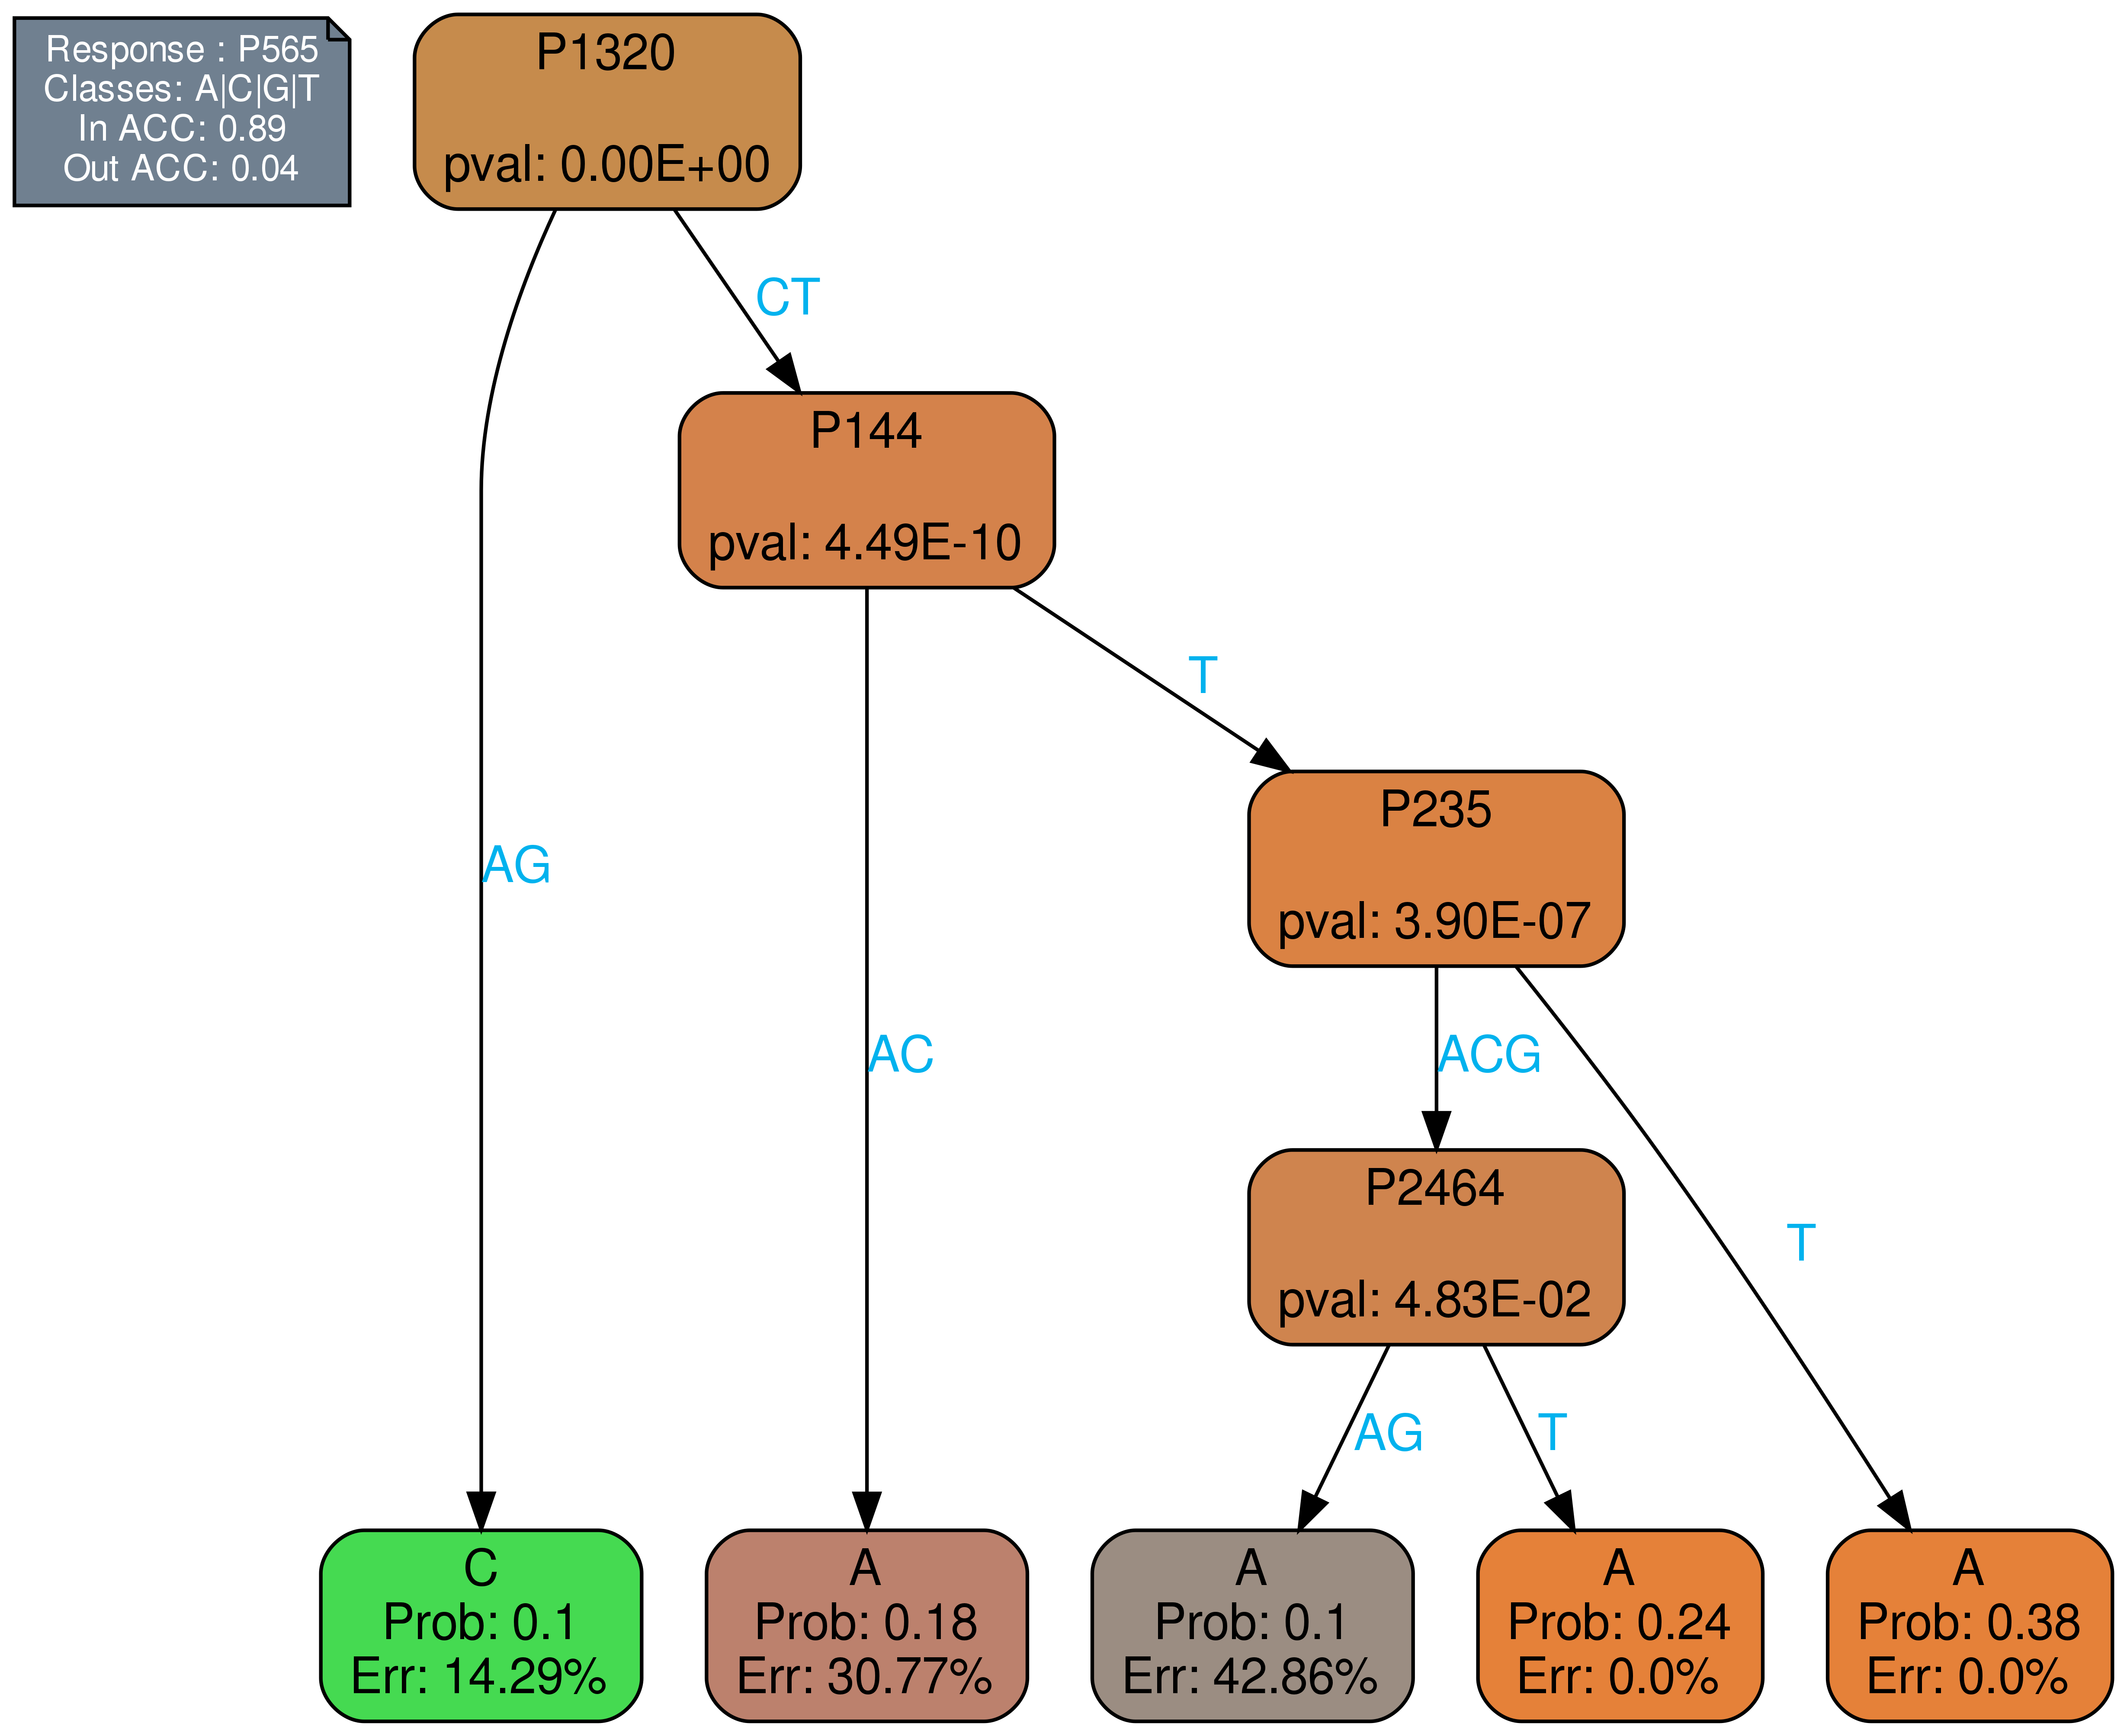 Response : P565
Classes: A|C|G|T
In ACC: 0.89
Out ACC: 0.04
P1320
pval: 0.00E+00
CT
P144
pval: 4.49E-10
T
AG
P235
pval: 3.90E-07
AC
ACG
T
P2464
pval: 4.83E-02
AG
T
C
Prob: 0.1
Err: 14.29%
A
Prob: 0.18
Err: 30.77%
A
Prob: 0.1
Err: 42.86%
A
Prob: 0.24
Err: 0.0%
A
Prob: 0.38
Err: 0.0%